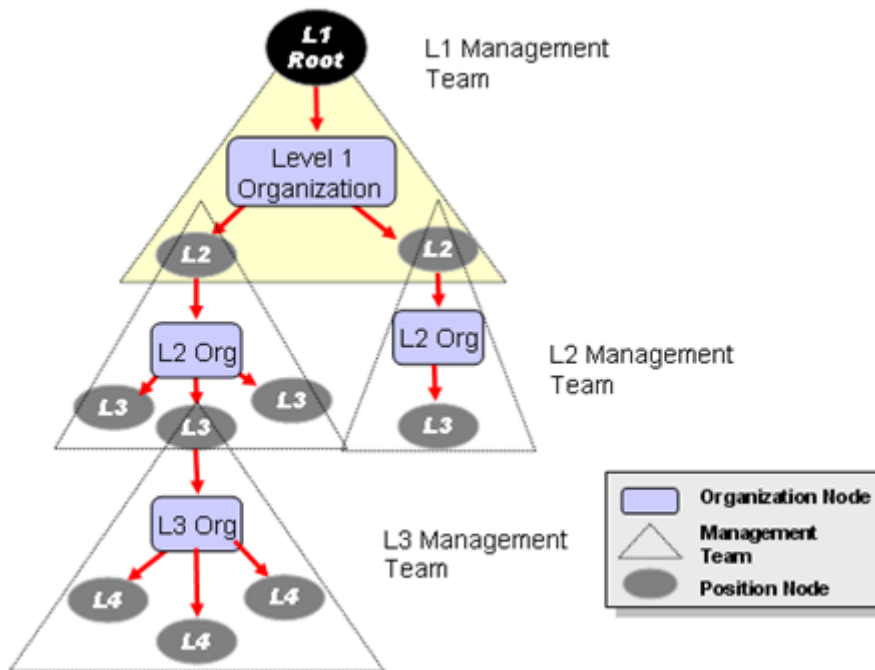 L1
Root
L1 Management
Team
Level 1
Organization
L2
L2
L2 Org
L2 Org
L2 Management
Team
L3
L3
L3
L3
L3 Org
L3 Management
Team
L4
L4
L4
Organization Node
Management
Team
Position Node